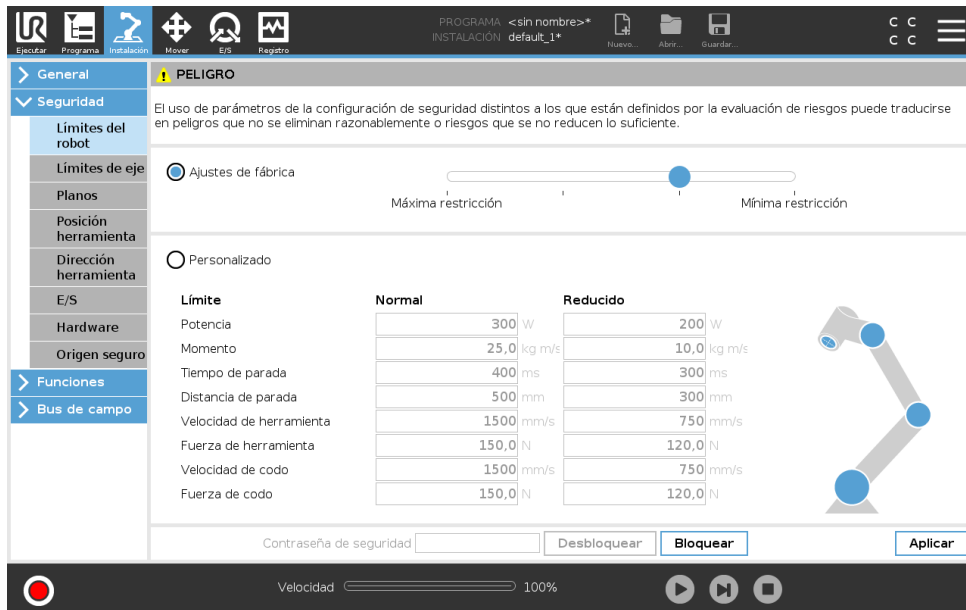 UR
PROGRAMA <sin nombre>*
INSTALACIÓN default_1*
Ejecutar Programa Instalación Mover E/S Registro
Nuevo... Abrir... Guardar...
C C
C C
General
Seguridad
Límites del
robot
Límites de eje
Planos
Posición
herramienta
Dirección
herramienta
E/S
Hardware
Origen seguro
Funciones
Bus de campo
PELIGRO
El uso de parámetros de la configuración de seguridad distintos a los que están definidos por la evaluación de riesgos puede traducirse
en peligros que no se eliminan razonablemente o riesgos que se no reducen lo suficiente.
Ajustes de fábrica
Máxima restricción Mínima restricción
Personalizado
Límite Normal Reducido
Potencia 300 W 200 W
Momento 25,0 kg m/s 10,0 kg m/s
Tiempo de parada 400 ms 300 ms
Distancia de parada 500 mm 300 mm
Velocidad de herramienta 1500 mm/s 750 mm/s
Fuerza de herramienta 150,0 N 120,0 N
Velocidad de codo 1500 mm/s 750 mm/s
Fuerza de codo 150,0 N 120,0 N
Contraseña de seguridad Desbloquear Bloquear Aplicar
Velocidad 100%